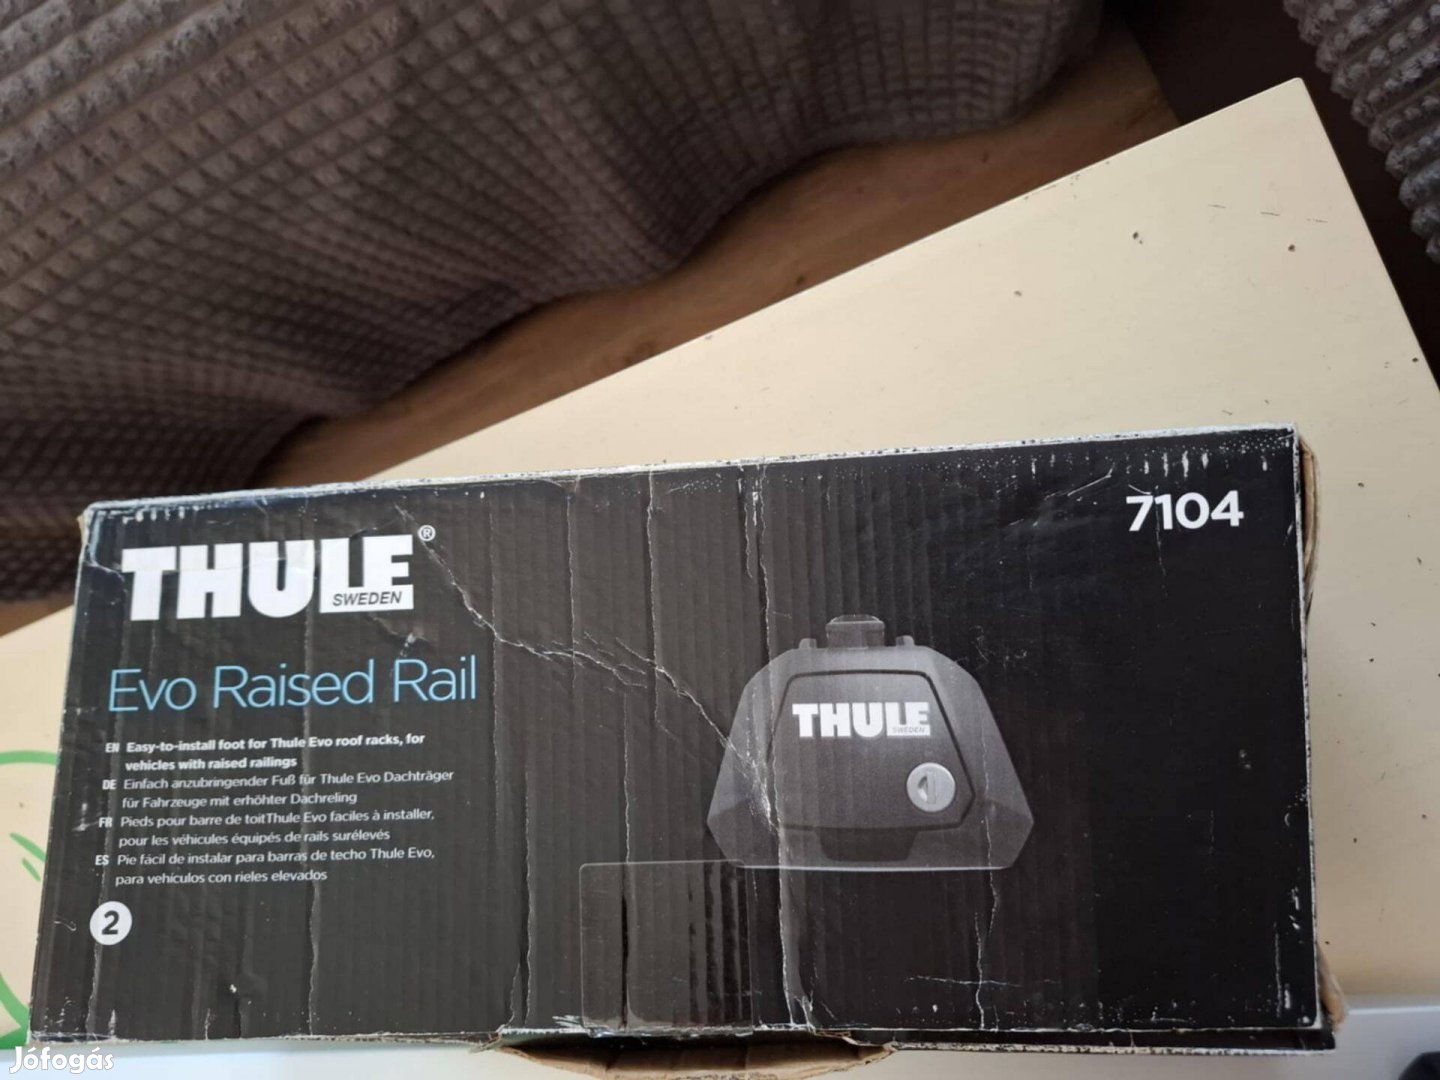 THULE®
SWEDEN
Evo Raised Rail
EN Easy-to-install foot for Thule Evo roof racks, for
vehicles with raised railings
DE Einfach anzubringender Fuß für Thule Evo Dachträger
für Fahrzeuge mit erhöhter Dachreling
FR Pieds pour barre de toitThule Evo faciles à installer,
pour les véhicules équipés de rails surélevés
ES Pie fácil de instalar para barras de techo Thule Evo,
para vehículos con rieles elevados
2
7104
THULE
SWEDEN
Jófogás